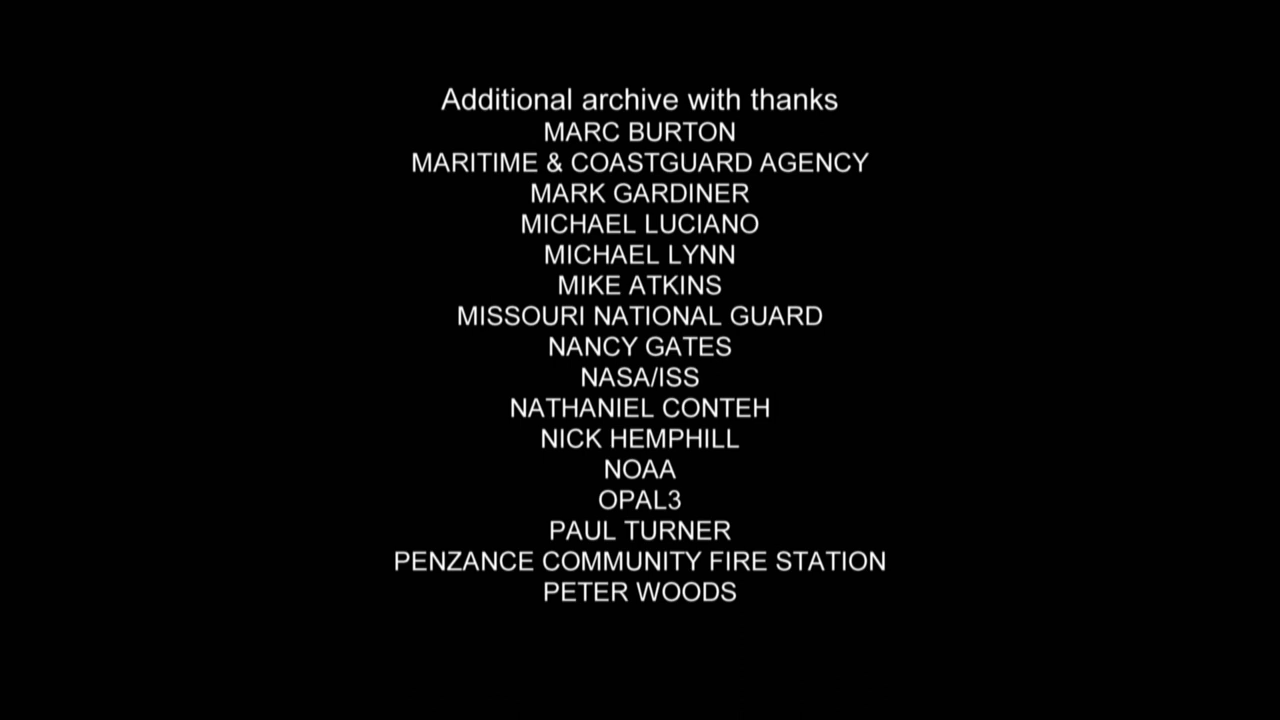 Additional archive with thanks
MARC BURTON
MARITIME & COASTGUARD AGENCY
MARK GARDINER
MICHAEL LUCIANO
MICHAEL LYNN
MIKE ATKINS
MISSOURI NATIONAL GUARD
NANCY GATES
NASA/ISS
NATHANIEL CONTEH
NICK HEMPHILL
NOAA
OPAL3
PAUL TURNER
PENZANCE COMMUNITY FIRE STATION
PETER WOODS